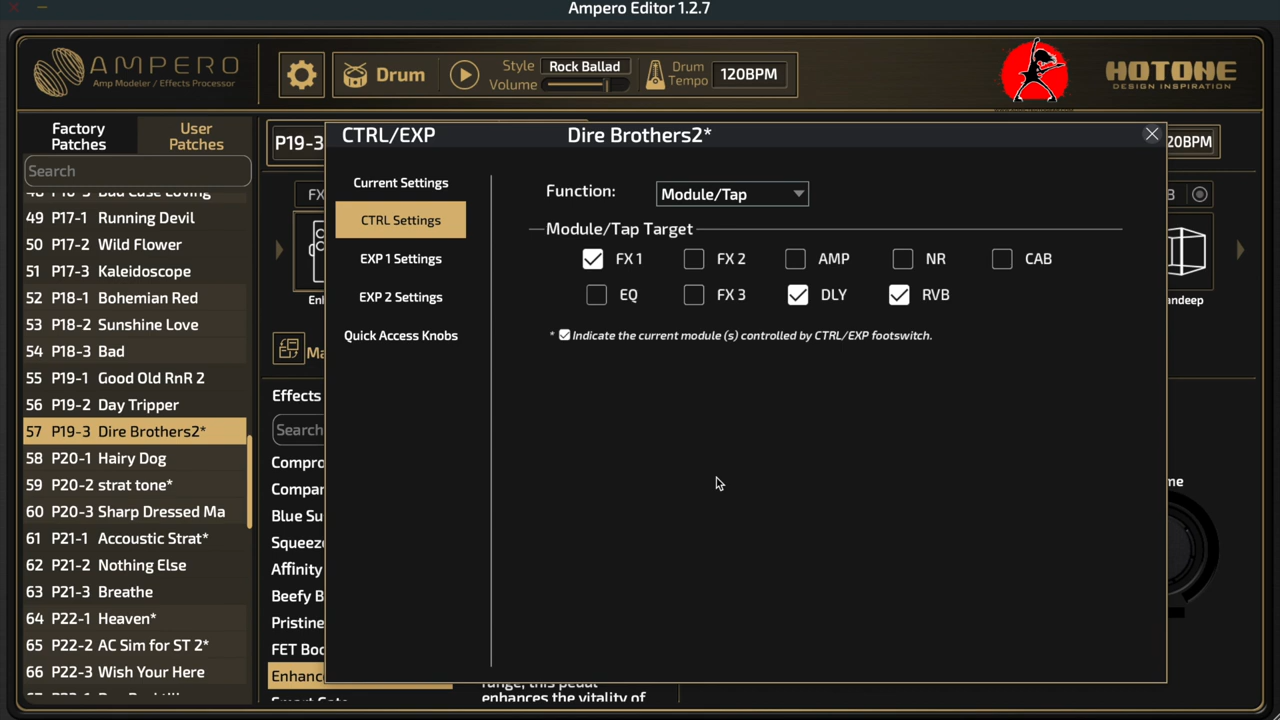 Ampero Editor 1.2.7
AMPERO
Amp Modeler / Effects Processor
Drum
Style
Rock Ballad
Volume
Drum
Tempo
120BPM
HOTONE
DESIGN INSPIRATION
Factory
Patches
User
Patches
Search
49 P17-1 Running Devil
50 P17-2 Wild Flower
51 P17-3 Kaleidoscope
52 P18-1 Bohemian Red
53 P18-2 Sunshine Love
54 P18-3 Bad
55 P19-1 Good Old RnR 2
56 P19-2 Day Tripper
57 P19-3 Dire Brothers2*
58 P20-1 Hairy Dog
59 P20-2 strat tone*
60 P20-3 Sharp Dressed Ma
61 P21-1 Accoustic Strat*
62 P21-2 Nothing Else
63 P21-3 Breathe
64 P22-1 Heaven*
65 P22-2 AC Sim for ST 2*
66 P22-3 Wish Your Here
P19-3
FX
Effects
Search
Blue Su
Squeeze
Affinity
Beefy B
Pristine
FET Boo
Enhanc
CTRL/EXP
Dire Brothers2*
Current Settings
CTRL Settings
EXP 1 Settings
EXP 2 Settings
Quick Access Knobs
Function:
Module/Tap
Module/Tap Target
FX 1
FX 2
AMP
NR
CAB
EQ
FX 3
DLY
RVB
* Indicate the current module (s) controlled by CTRL/EXP footswitch.
20BPM
B
andeep
me
range, this pedal
enhances the vitality of